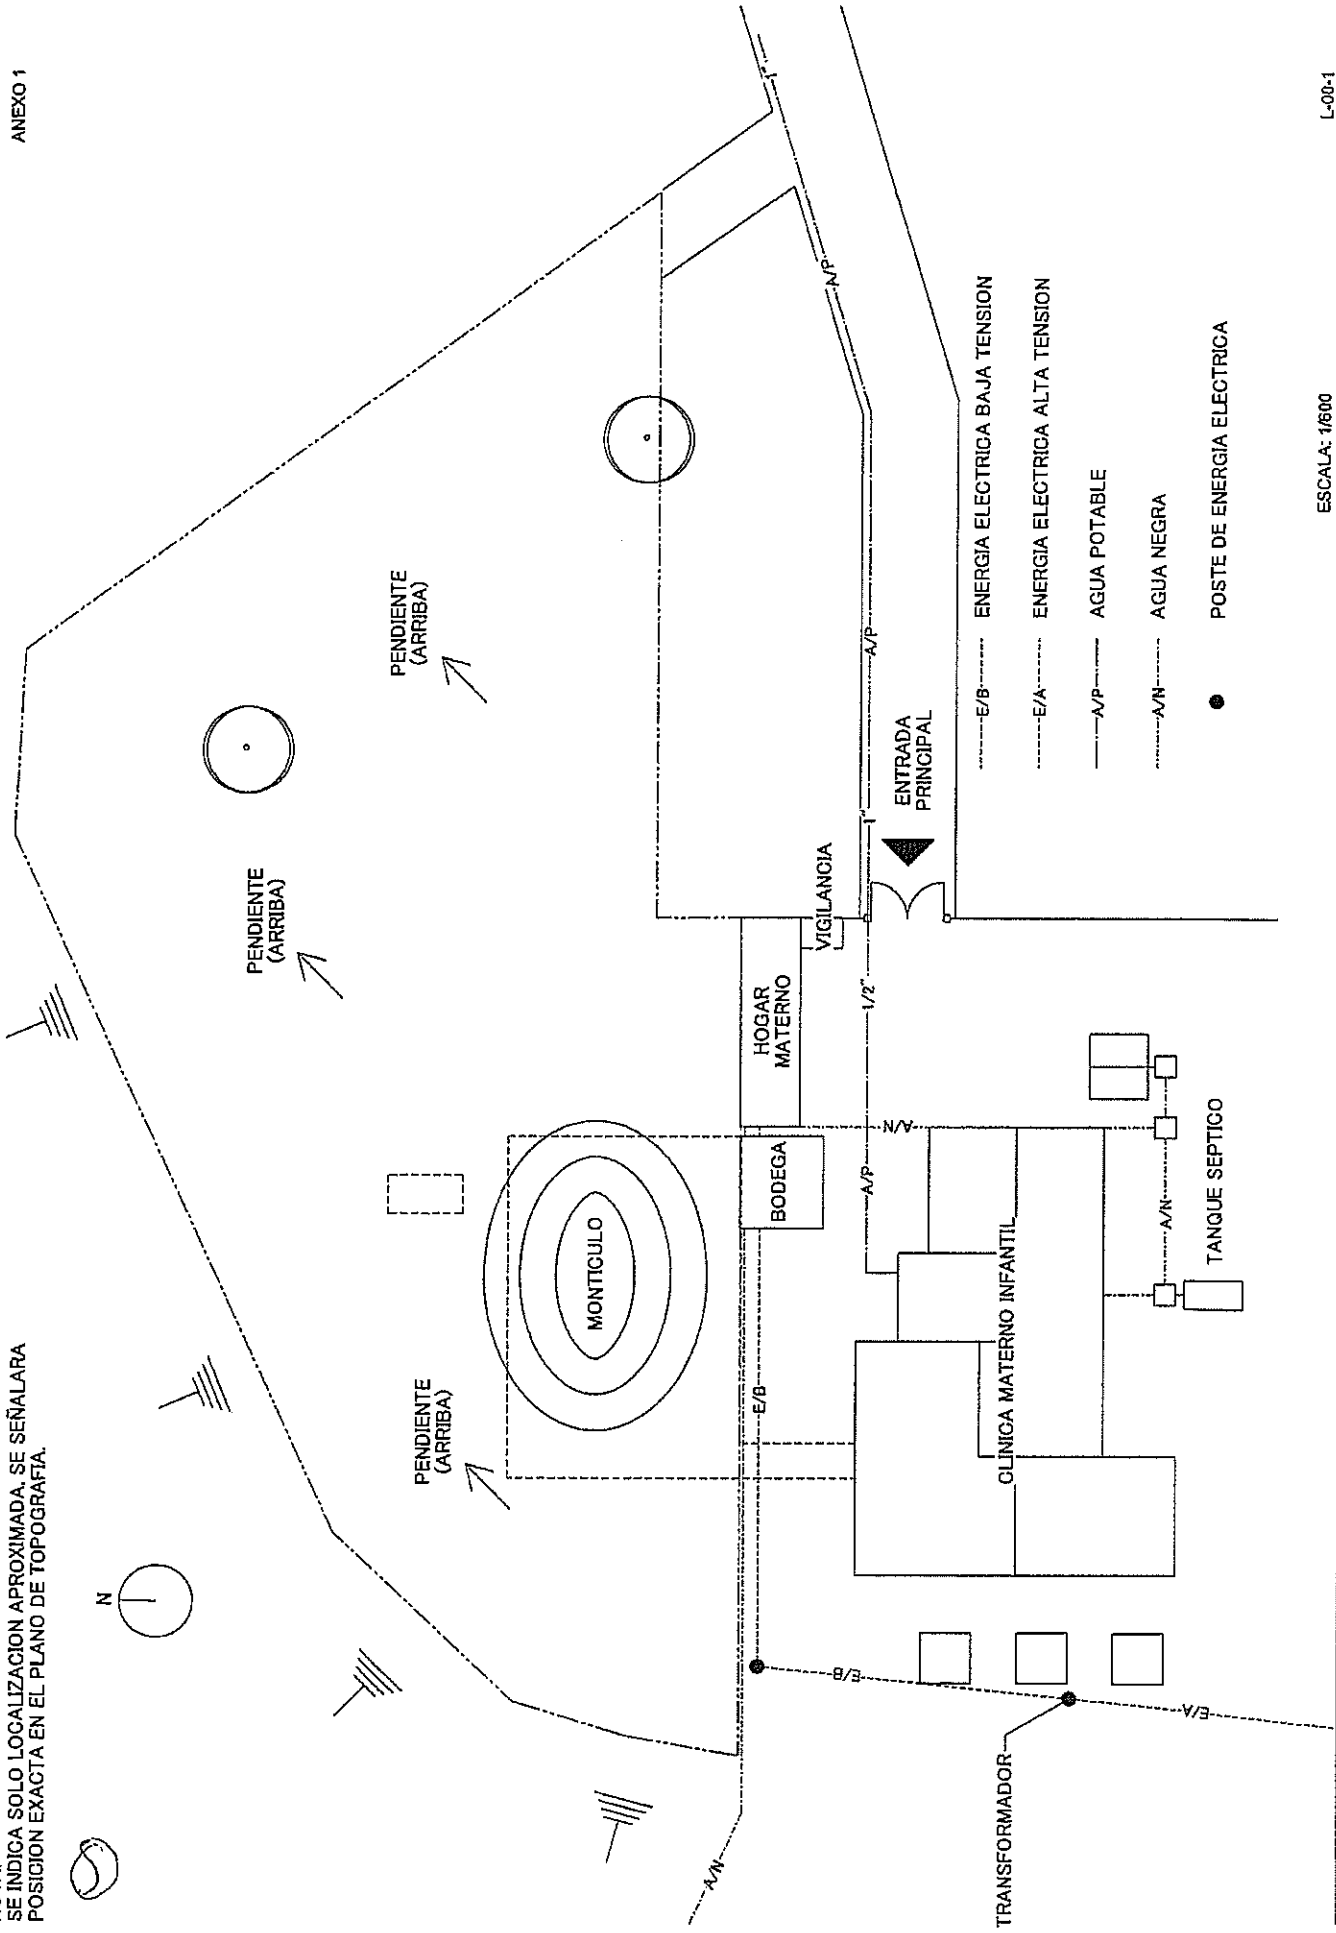 ANEXO 1
SE INDICA SOLO LOCALIZACION APROXIMADA. SE SEÑALARA
POSICION EXACTA EN EL PLANO DE TOPOGRAFIA.
N
PENDIENTE
(ARRIBA)
PENDIENTE
(ARRIBA)
PENDIENTE
(ARRIBA)
MONTICULO
BODEGA
HOGAR
MATERNO
VIGILANCIA
ENTRADA
PRINCIPAL
CLINICA MATERNO INFANTIL
TANQUE SEPTICO
TRANSFORMADOR
A/N
E/B
E/B
E/A
A/N
A/N
A/P
1/2"
1"
A/P
A/P
1"
E/B ENERGIA ELECTRICA BAJA TENSION
E/A ENERGIA ELECTRICA ALTA TENSION
A/P AGUA POTABLE
A/N AGUA NEGRA
POSTE DE ENERGIA ELECTRICA
ESCALA: 1/600
L-00-1